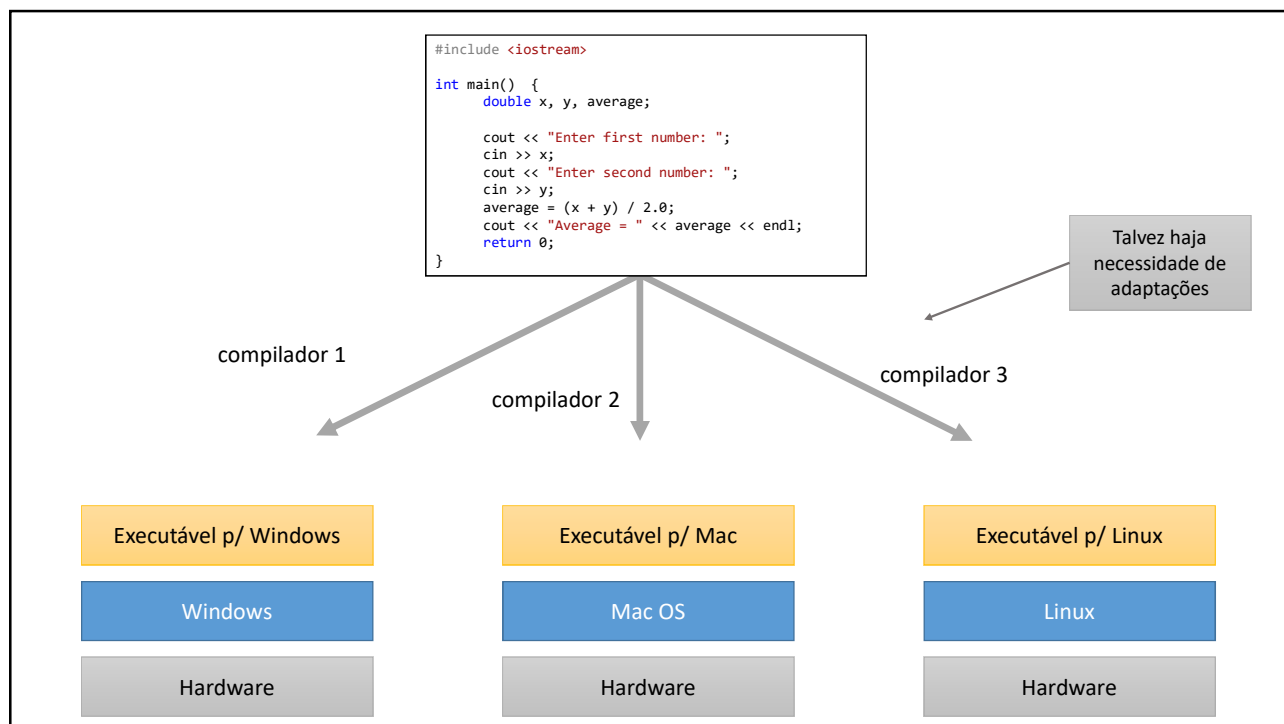 #include <iostream>
int main()  {
double x, y, average;
cout << "Enter first number: ";
cin >> x;
cout << "Enter second number: ";
cin >> y;
average = (x + y) / 2.0;
cout << "Average = " << average << endl;
return 0;
}
Talvez haja
necessidade de
adaptações
compilador 1
compilador 2
compilador 3
Executável p/ Windows
Executável p/ Mac
Executável p/ Linux
Windows
Mac OS
Linux
Hardware
Hardware
Hardware